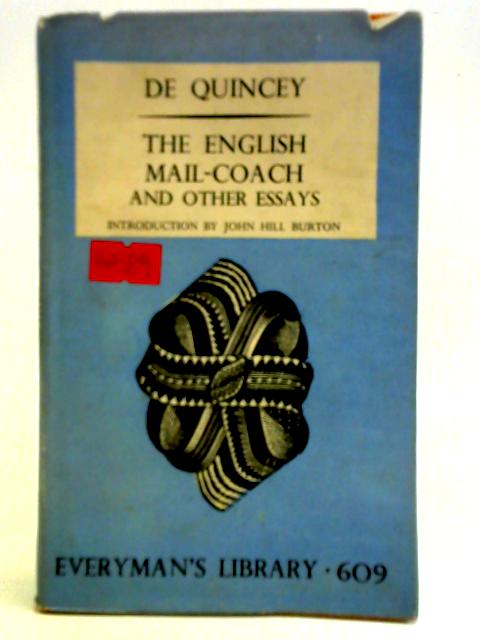 DE QUINCEY
THE ENGLISH
MAIL-COACH
AND OTHER ESSAYS
INTRODUCTION BY JOHN HILL BURTON
EVERYMAN'S LIBRARY · 609